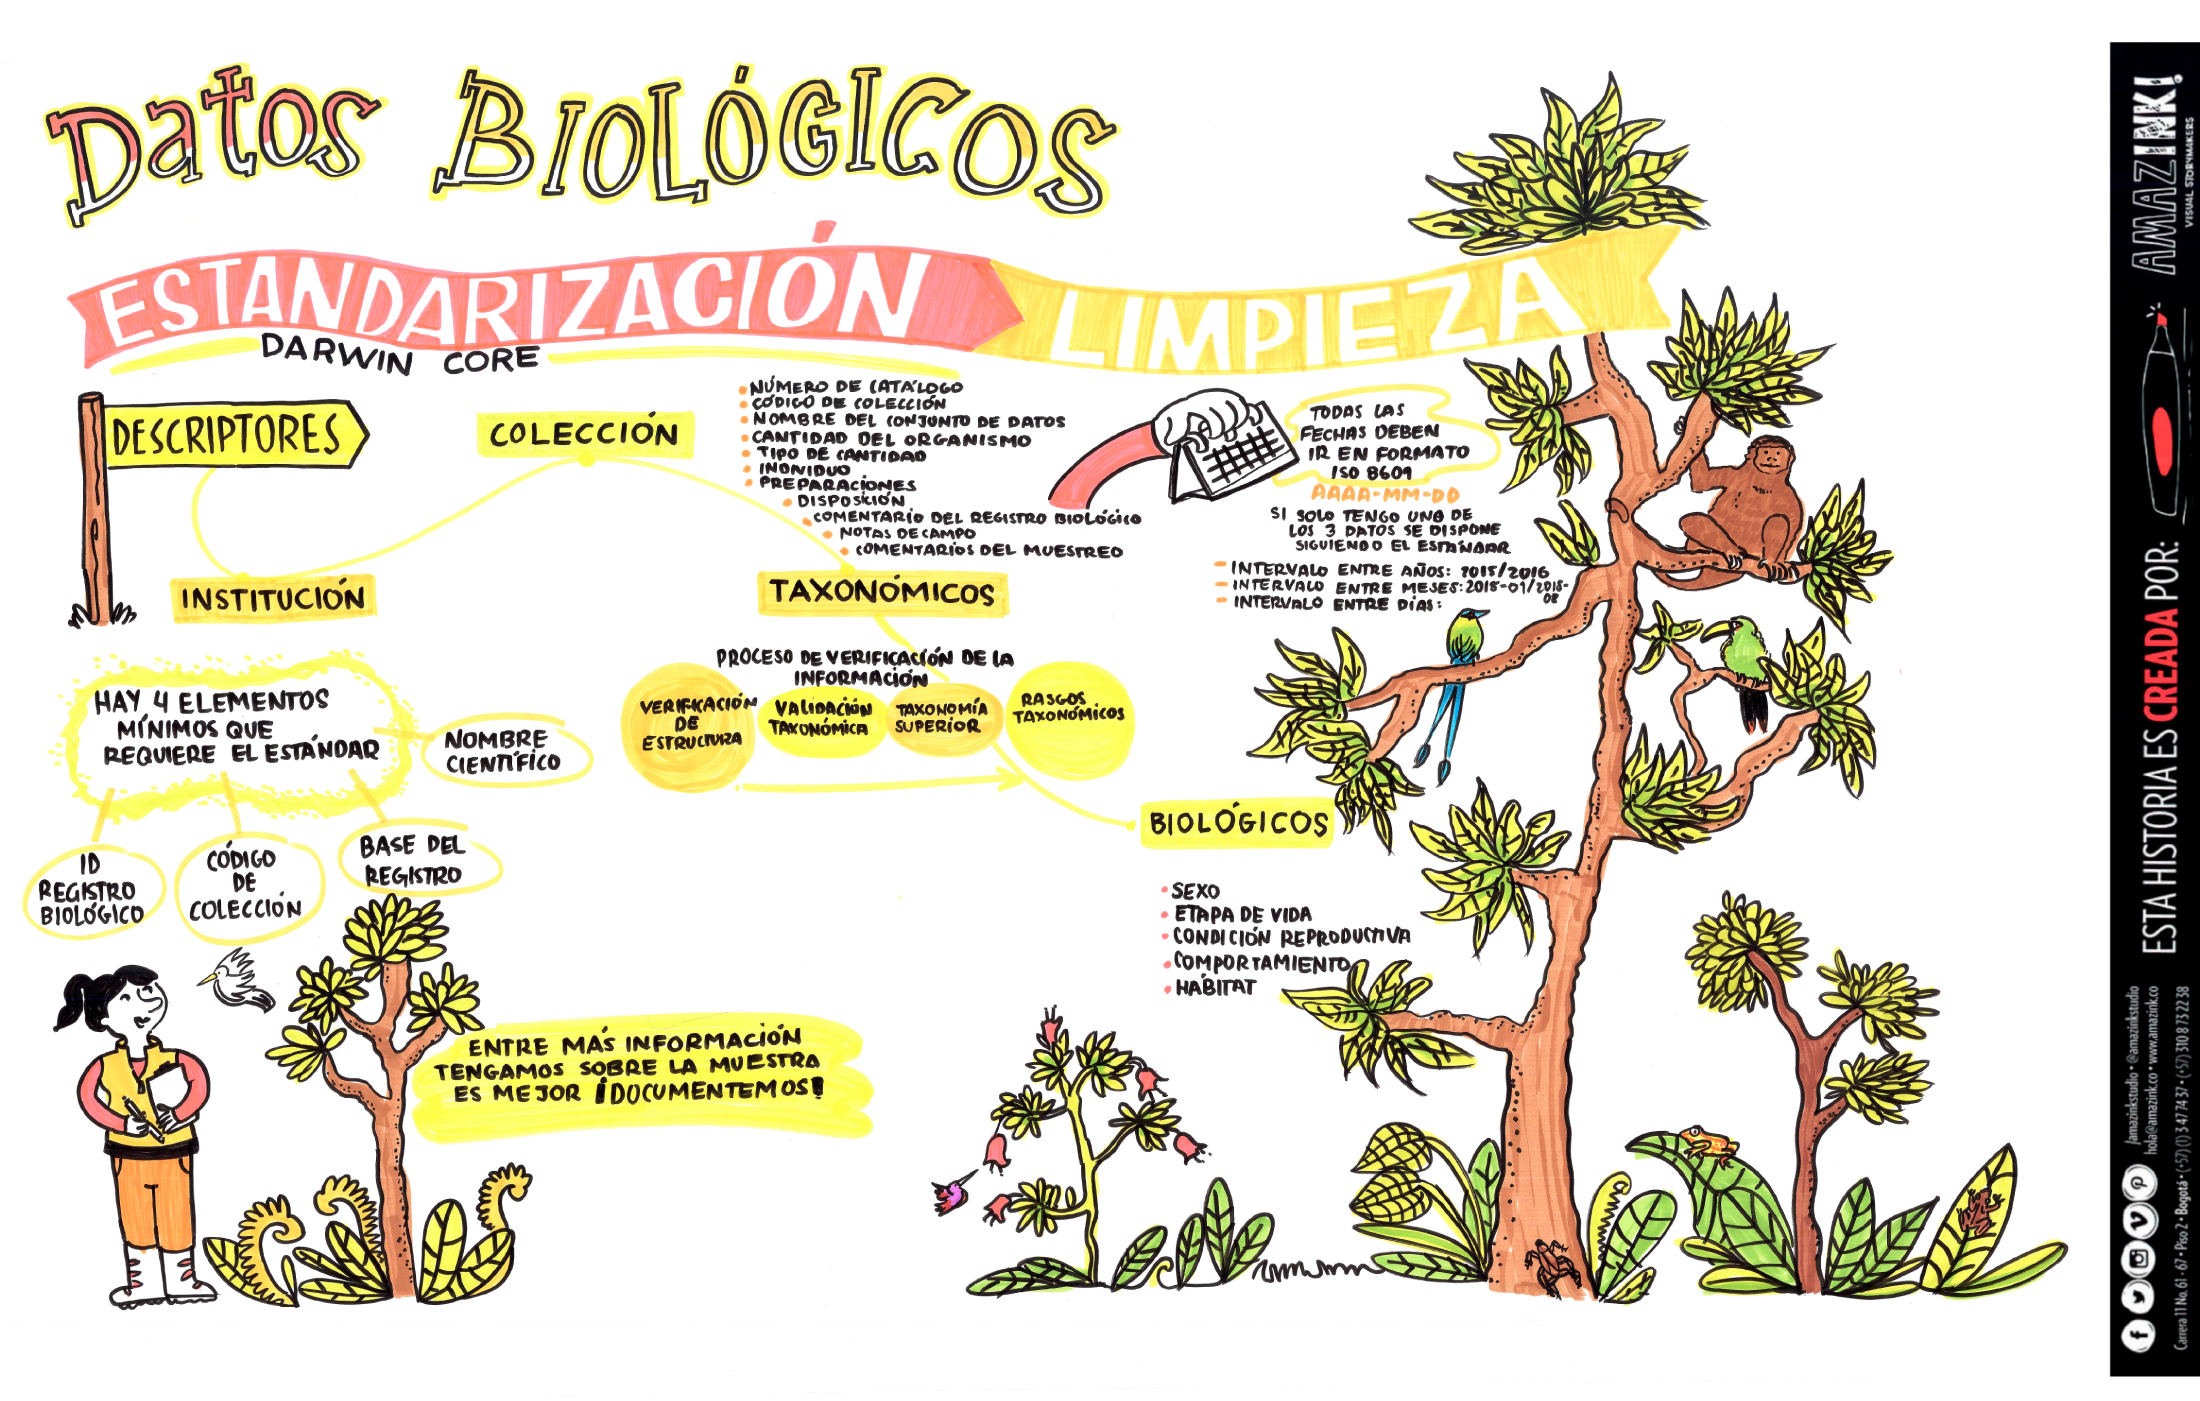 Datos BIOLÓGICOS
ESTANDARIZACIÓN
LIMPIEZA
DARWIN CORE
DESCRIPTORES
COLECCIÓN
INSTITUCIÓN
TAXONÓMICOS
BIOLÓGICOS
NÚMERO DE CATÁLOGO
CÓDIGO DE COLECCIÓN
NOMBRE DEL CONJUNTO DE DATOS
CANTIDAD DEL ORGANISMO
TIPO DE CANTIDAD
INDIVIDUO
PREPARACIONES
DISPOSICIÓN
COMENTARIO DEL REGISTRO BIOLÓGICO
NOTAS DE CAMPO
COMENTARIOS DEL MUESTREO
TODAS LAS
FECHAS DEBEN
IR EN FORMATO
ISO 8601
AAAA-MM-DD
SI SOLO TENGO UNO DE
LOS 3 DATOS SE DISPONE
SIGUIENDO EL ESTÁNDAR
- INTERVALO ENTRE AÑOS: 2015/2016
- INTERVALO ENTRE MESES: 2015-01/2015-
08
- INTERVALO ENTRE DÍAS:
HAY 4 ELEMENTOS
MÍNIMOS QUE
REQUIERE EL ESTÁNDAR
NOMBRE
CIENTÍFICO
ID
REGISTRO
BIOLÓGICO
CÓDIGO
DE
COLECCIÓN
BASE DEL
REGISTRO
PROCESO DE VERIFICACIÓN DE LA
INFORMACIÓN
VERIFICACIÓN
DE
ESTRUCTURA
VALIDACIÓN
TAXONÓMICA
TAXONOMÍA
SUPERIOR
RASGOS
TAXONÓMICOS
SEXO
ETAPA DE VIDA
CONDICIÓN REPRODUCTIVA
COMPORTAMIENTO
HÁBITAT
ENTRE MÁS INFORMACIÓN
TENGAMOS SOBRE LA MUESTRA
ES MEJOR ¡DOCUMENTEMOS!
ESTA HISTORIA ES CREADA POR:
AMAZINK!
VISUAL STORYMAKERS
/amazinkstudio • @amazinkstudio
hola@amazink.co • www.amazink.co
Carrera 11 No. 61 - 67 • Piso 2 • Bogotá • (+57) (1) 3 47 74 37 • (+57) 310 8732238